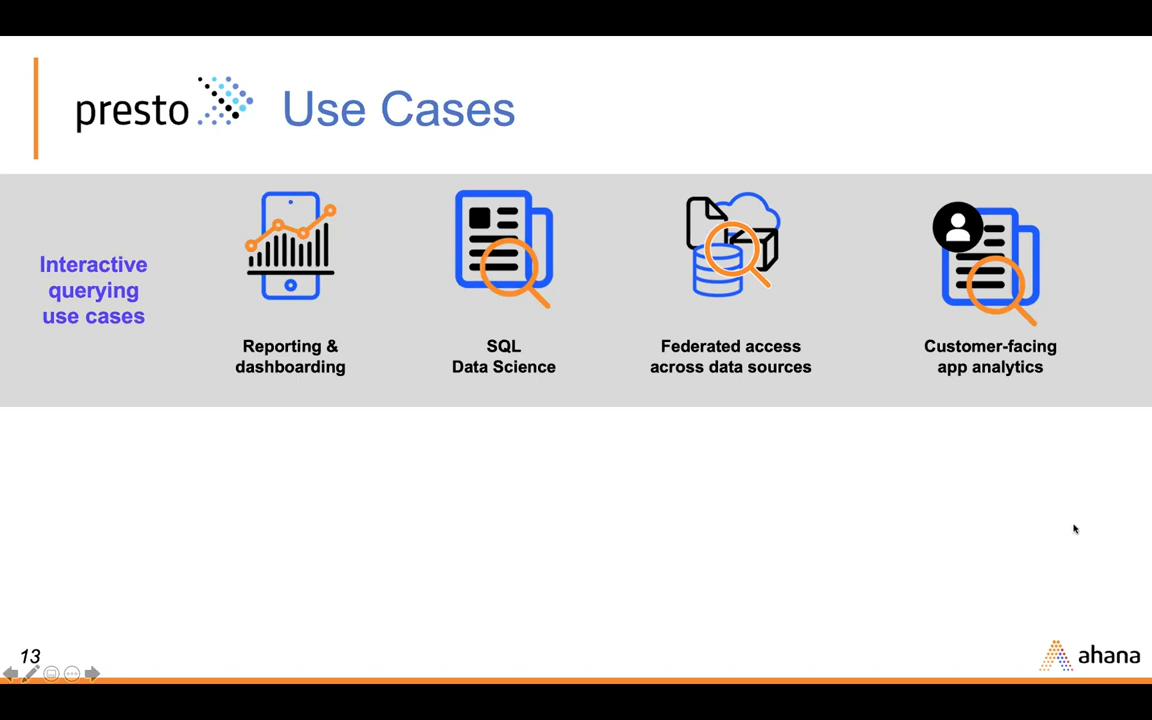 presto
Use Cases
Interactive
querying
use cases
Reporting &
dashboarding
SQL
Data Science
Federated access
across data sources
Customer-facing
app analytics
13
ahana